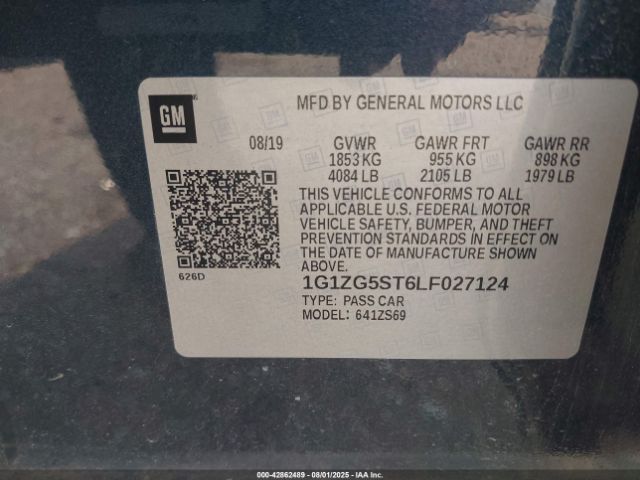 GM
MFD BY GENERAL MOTORS LLC
08/19 GVWR GAWR FRT GAWR RR
1853 KG 955 KG 898 KG
4084 LB 2105 LB 1979 LB
THIS VEHICLE CONFORMS TO ALL
APPLICABLE U.S. FEDERAL MOTOR
VEHICLE SAFETY, BUMPER, AND THEFT
PREVENTION STANDARDS IN EFFECT ON
THE DATE OF MANUFACTURE SHOWN
ABOVE.
626D
1G1ZG5ST6LF027124
TYPE: PASS CAR
MODEL: 641ZS69
000-42862489 - 08/01/2025 - IAAI.COM